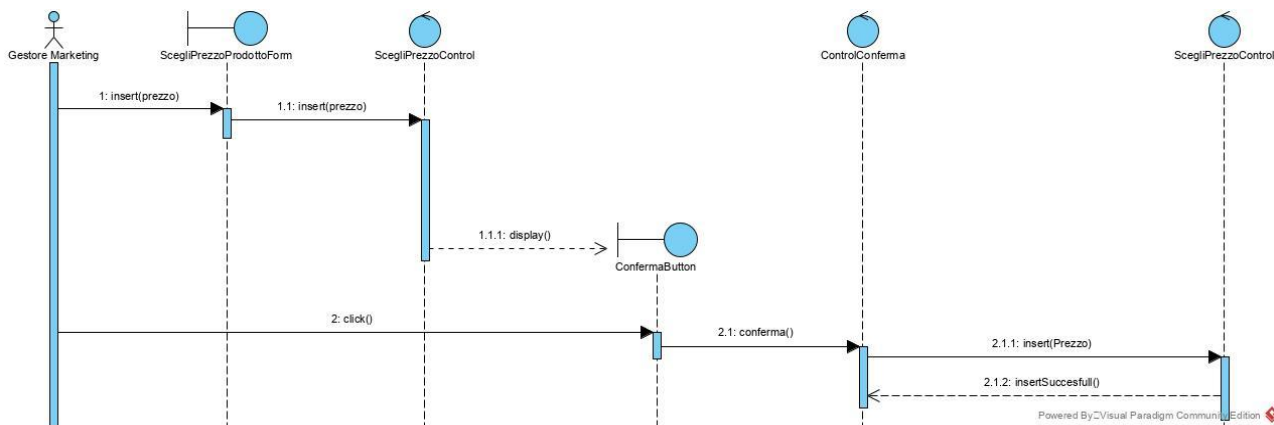 Gestore Marketing
ScegliPrezzoProdottoForm
ScegliPrezzoControl
ControlConferma
ScegliPrezzoControl
1: insert(prezzo)
1.1: insert(prezzo)
1.1.1: display()
ConfermaButton
2: click()
2.1: conferma()
2.1.1: insert(Prezzo)
2.1.2: insertSuccesfull()
Powered By Visual Paradigm Community Edition